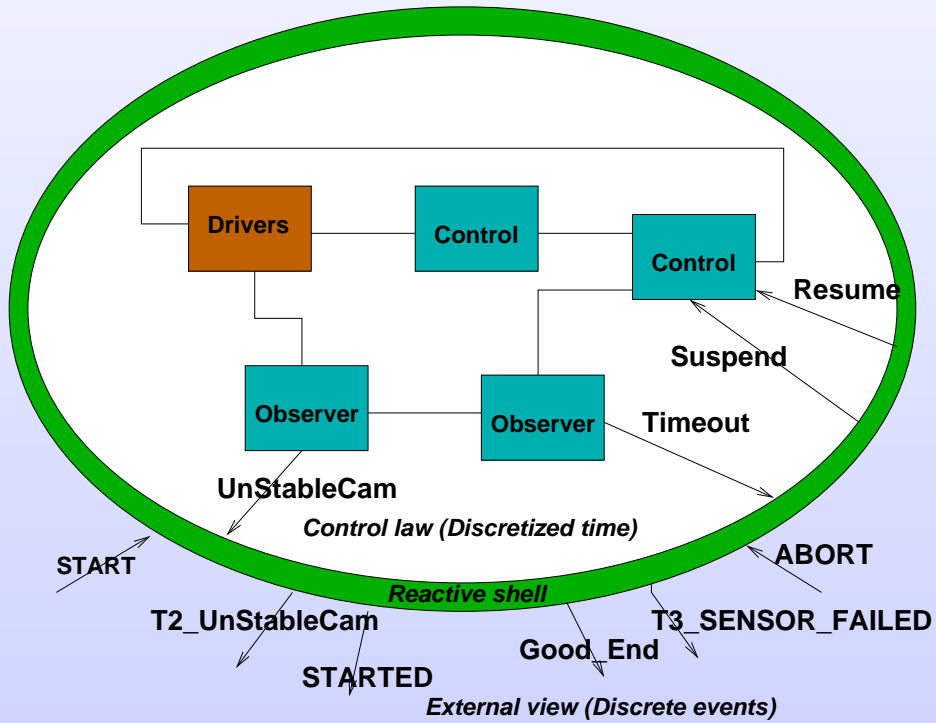 Drivers
Control
Control
Resume
Suspend
Observer
Observer
Timeout
UnStableCam
Control law (Discretized time)
START
ABORT
Reactive shell
T2_UnStableCam
T3_SENSOR_FAILED
Good_End
STARTED
External view (Discrete events)